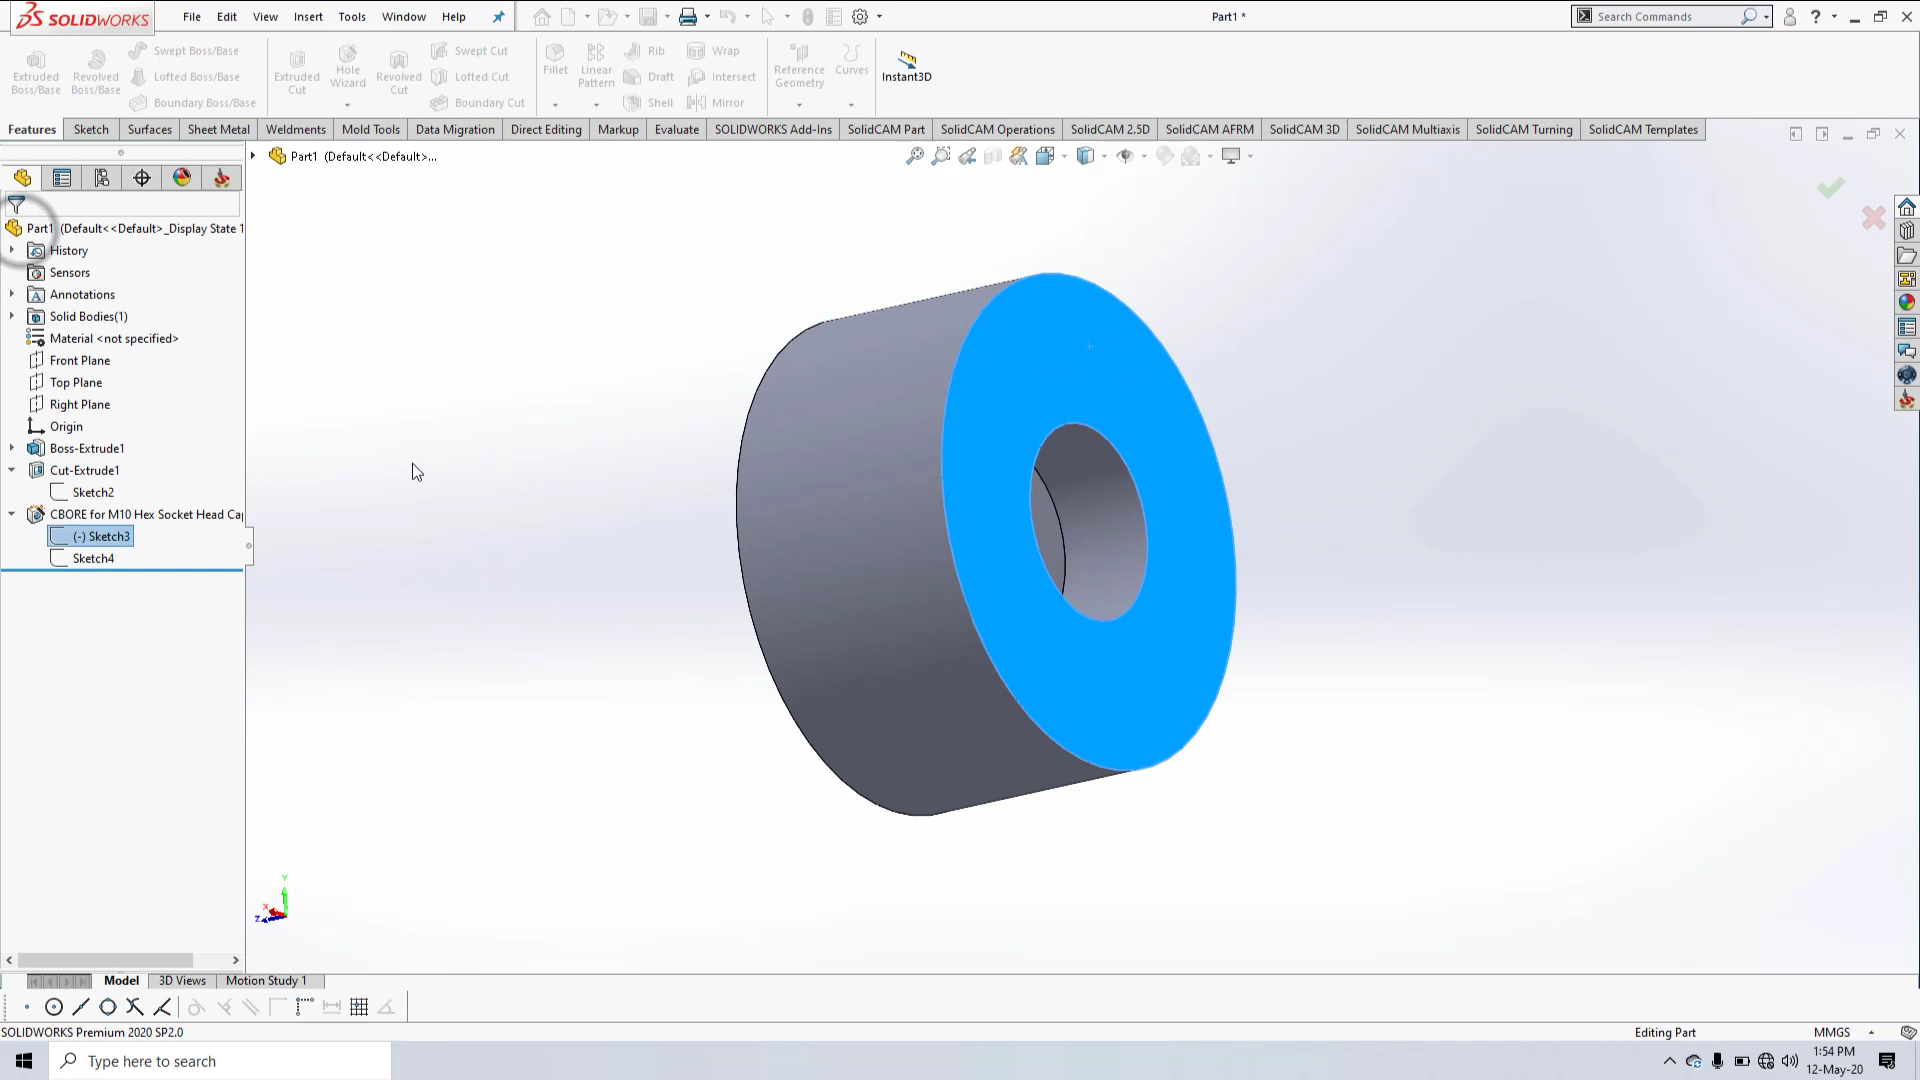 SOLIDWORKS File Edit View Insert Tools Window Help Part1 * Search Commands
Extruded Boss/Base
Revolved Boss/Base
Swept Boss/Base
Lofted Boss/Base
Boundary Boss/Base
Extruded Cut
Hole Wizard
Revolved Cut
Swept Cut
Lofted Cut
Boundary Cut
Fillet
Linear Pattern
Rib
Draft
Shell
Wrap
Intersect
Mirror
Reference Geometry
Curves
Instant3D
Features Sketch Surfaces Sheet Metal Weldments Mold Tools Data Migration Direct Editing Markup Evaluate SOLIDWORKS Add-Ins SolidCAM Part SolidCAM Operations SolidCAM 2.5D SolidCAM AFRM SolidCAM 3D SolidCAM Multiaxis SolidCAM Turning SolidCAM Templates
Part1 (Default<<Default>...
Part1 (Default<<Default>_Display State 1
History
Sensors
Annotations
Solid Bodies(1)
Material <not specified>
Front Plane
Top Plane
Right Plane
Origin
Boss-Extrude1
Cut-Extrude1
Sketch2
CBORE for M10 Hex Socket Head Ca
(-) Sketch3
Sketch4
Y
X
Z
Model 3D Views Motion Study 1
SOLIDWORKS Premium 2020 SP2.0 Editing Part MMGS
Type here to search
1:54 PM
12-May-20